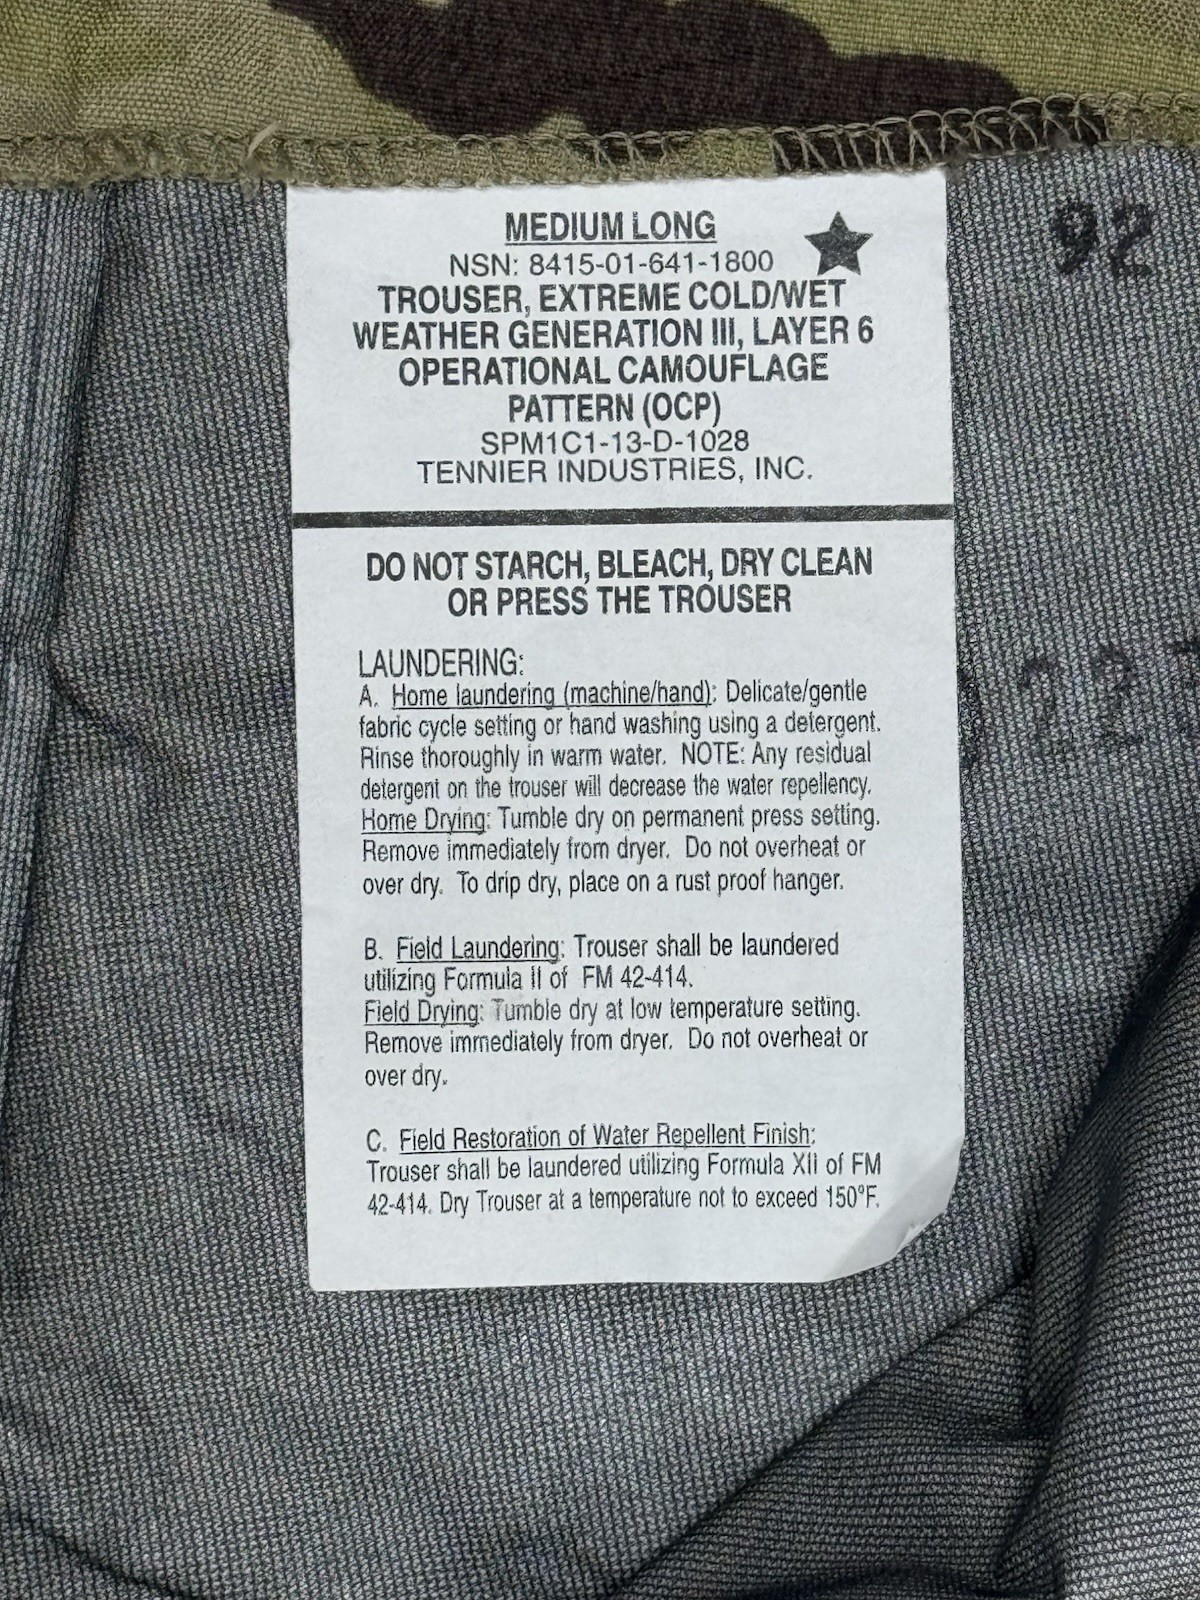 MEDIUM LONG
NSN: 8415-01-641-1800
TROUSER, EXTREME COLD/WET
WEATHER GENERATION III, LAYER 6
OPERATIONAL CAMOUFLAGE
PATTERN (OCP)
SPM1C1-13-D-1028
TENNIER INDUSTRIES, INC.
92
DO NOT STARCH, BLEACH, DRY CLEAN
OR PRESS THE TROUSER
LAUNDERING:
A. Home laundering (machine/hand): Delicate/gentle
fabric cycle setting or hand washing using a detergent.
Rinse thoroughly in warm water. NOTE: Any residual
detergent on the trouser will decrease the water repellency.
Home Drying: Tumble dry on permanent press setting.
Remove immediately from dryer. Do not overheat or
over dry. To drip dry, place on a rust proof hanger.
B. Field Laundering: Trouser shall be laundered
utilizing Formula II of FM 42-414.
Field Drying: Tumble dry at low temperature setting.
Remove immediately from dryer. Do not overheat or
over dry.
C. Field Restoration of Water Repellent Finish:
Trouser shall be laundered utilizing Formula XII of FM
42-414. Dry Trouser at a temperature not to exceed 150°F.